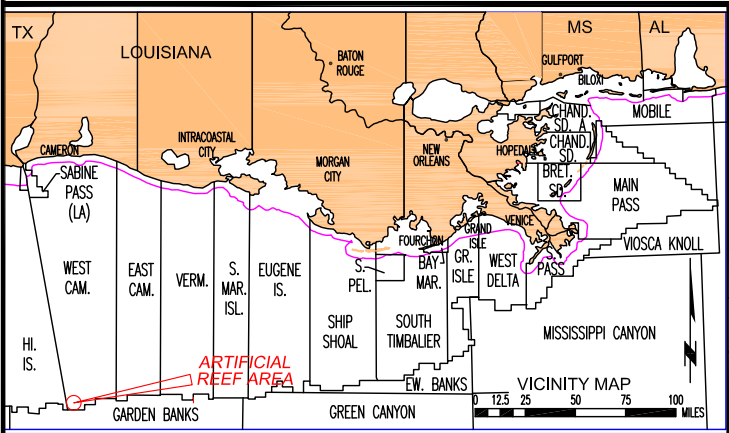 TX
LOUISIANA
MS
AL
BATON
ROUGE
GULFPORT
BILOXI
CAMERON
INTRACOASTAL
CITY
MORGAN
CITY
NEW
ORLEANS
HOPEDALE
CHAND.
SD. A
CHAND.
SD.
MOBILE
SABINE
PASS
(LA)
BRET.
SD.
MAIN
PASS
VENICE
GRAND
ISLE
FOURCHON
VIOSCA KNOLL
WEST
CAM.
EAST
CAM.
VERM.
S.
MAR.
ISL.
EUGENE
IS.
S.
PEL.
BAY
MAR.
GR.
ISLE
WEST
DELTA
PASS
SHIP
SHOAL
SOUTH
TIMBALIER
MISSISSIPPI CANYON
HI.
IS.
ARTIFICIAL
REEF AREA
EW. BANKS
GARDEN BANKS
GREEN CANYON
N
VICINITY MAP
0 12.5 25 50 75 100
MILES